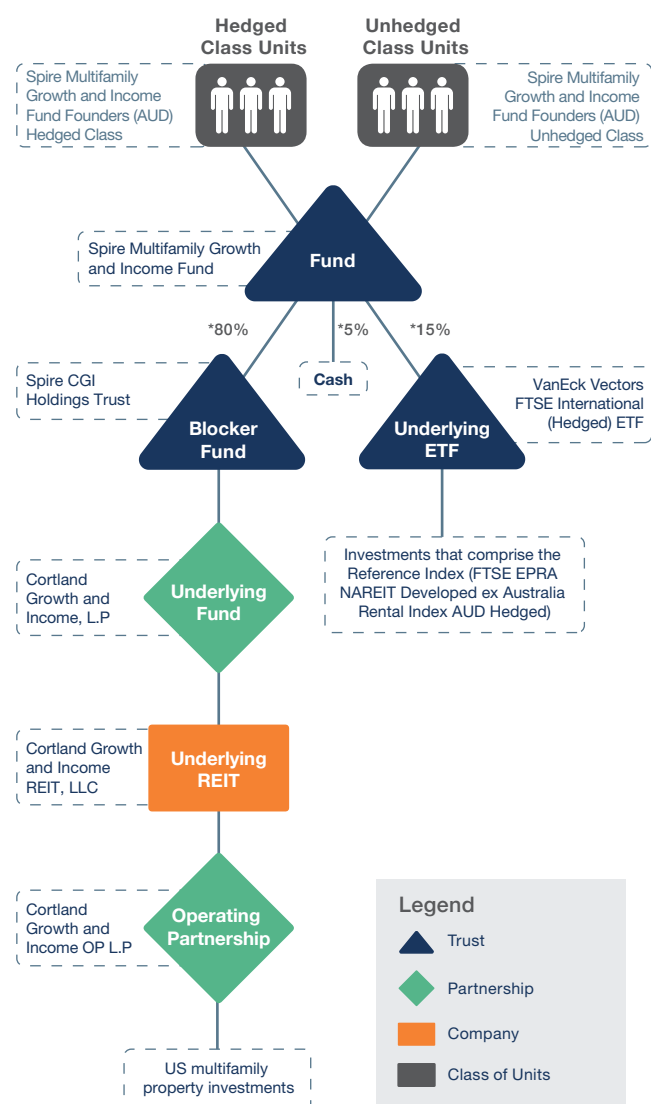 Hedged
Class Units
Unhedged
Class Units
Spire Multifamily
Growth and Income
Fund Founders (AUD)
Hedged Class
Spire Multifamily
Growth and Income
Fund Founders (AUD)
Unhedged Class
Spire Multifamily Growth
and Income Fund
Fund
*80%
*5%
*15%
Cash
Spire CGI
Holdings Trust
Blocker
Fund
Underlying
ETF
VanEck Vectors
FTSE International
(Hedged) ETF
Investments that comprise the
Reference Index (FTSE EPRA
NAREIT Developed ex Australia
Rental Index AUD Hedged)
Cortland
Growth and
Income, L.P
Underlying
Fund
Cortland Growth
and Income
REIT, LLC
Underlying
REIT
Cortland
Growth and
Income OP L.P
Operating
Partnership
US multifamily
property investments
Legend
Trust
Partnership
Company
Class of Units